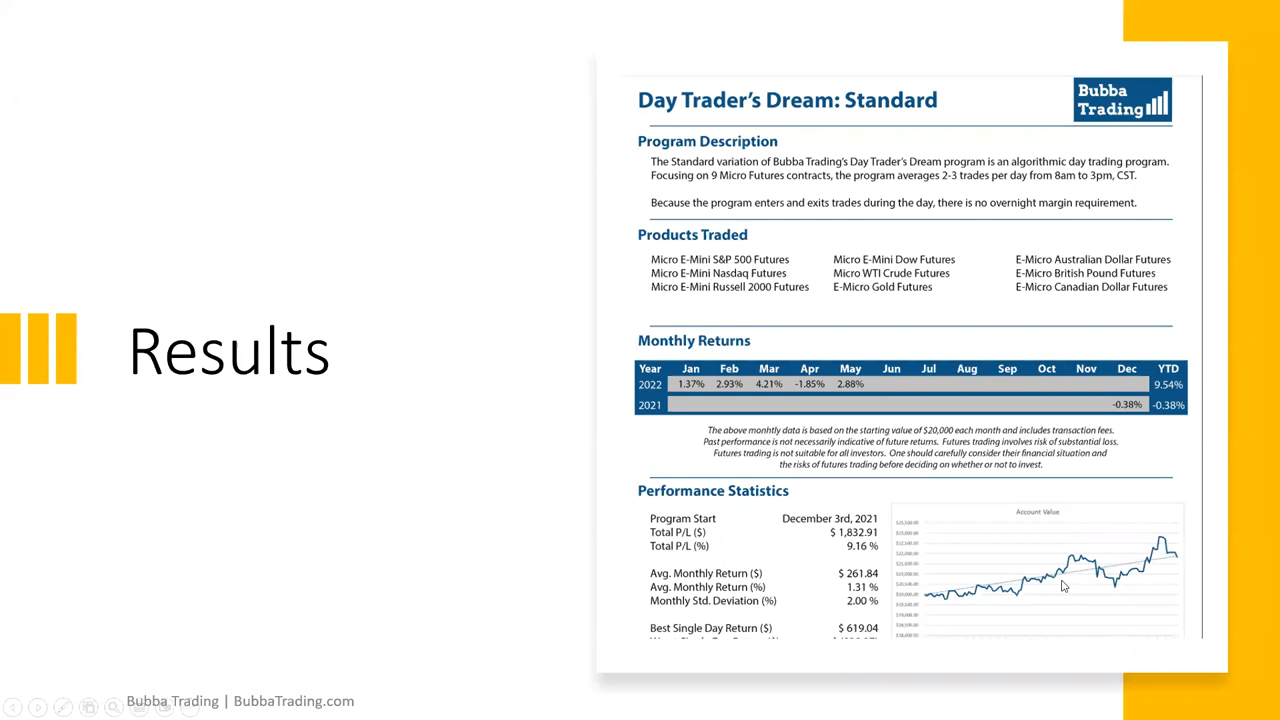 Results
Day Trader's Dream: Standard
Bubba
Trading
Program Description
The Standard variation of Bubba Trading's Day Trader's Dream program is an algorithmic day trading program.
Focusing on 9 Micro Futures contracts, the program averages 2-3 trades per day from 8am to 3pm, CST.
Because the program enters and exits trades during the day, there is no overnight margin requirement.
Products Traded
Micro E-Mini S&P 500 Futures Micro E-Mini Dow Futures E-Micro Australian Dollar Futures
Micro E-Mini Nasdaq Futures Micro WTI Crude Futures E-Micro British Pound Futures
Micro E-Mini Russell 2000 Futures E-Micro Gold Futures E-Micro Canadian Dollar Futures
Monthly Returns
Year Jan Feb Mar Apr May Jun Jul Aug Sep Oct Nov Dec YTD
2022 1.37% 2.93% 4.21% -1.85% 2.88% 9.54%
2021 -0.38% -0.38%
The above monhtly data is based on the starting value of $20,000 each month and includes transaction fees.
Past performance is not necessarily indicative of future returns. Futures trading involves risk of substantial loss.
Futures trading is not suitable for all investors. One should carefully consider their financial situation and
the risks of futures trading before deciding on whether or not to invest.
Performance Statistics
Program Start December 3rd, 2021
Total P/L ($) $ 1,832.91
Total P/L (%) 9.16 %
Avg. Monthly Return ($) $ 261.84
Avg. Monthly Return (%) 1.31 %
Monthly Std. Deviation (%) 2.00 %
Best Single Day Return ($) $ 619.04
Account Value
Bubba Trading | BubbaTrading.com